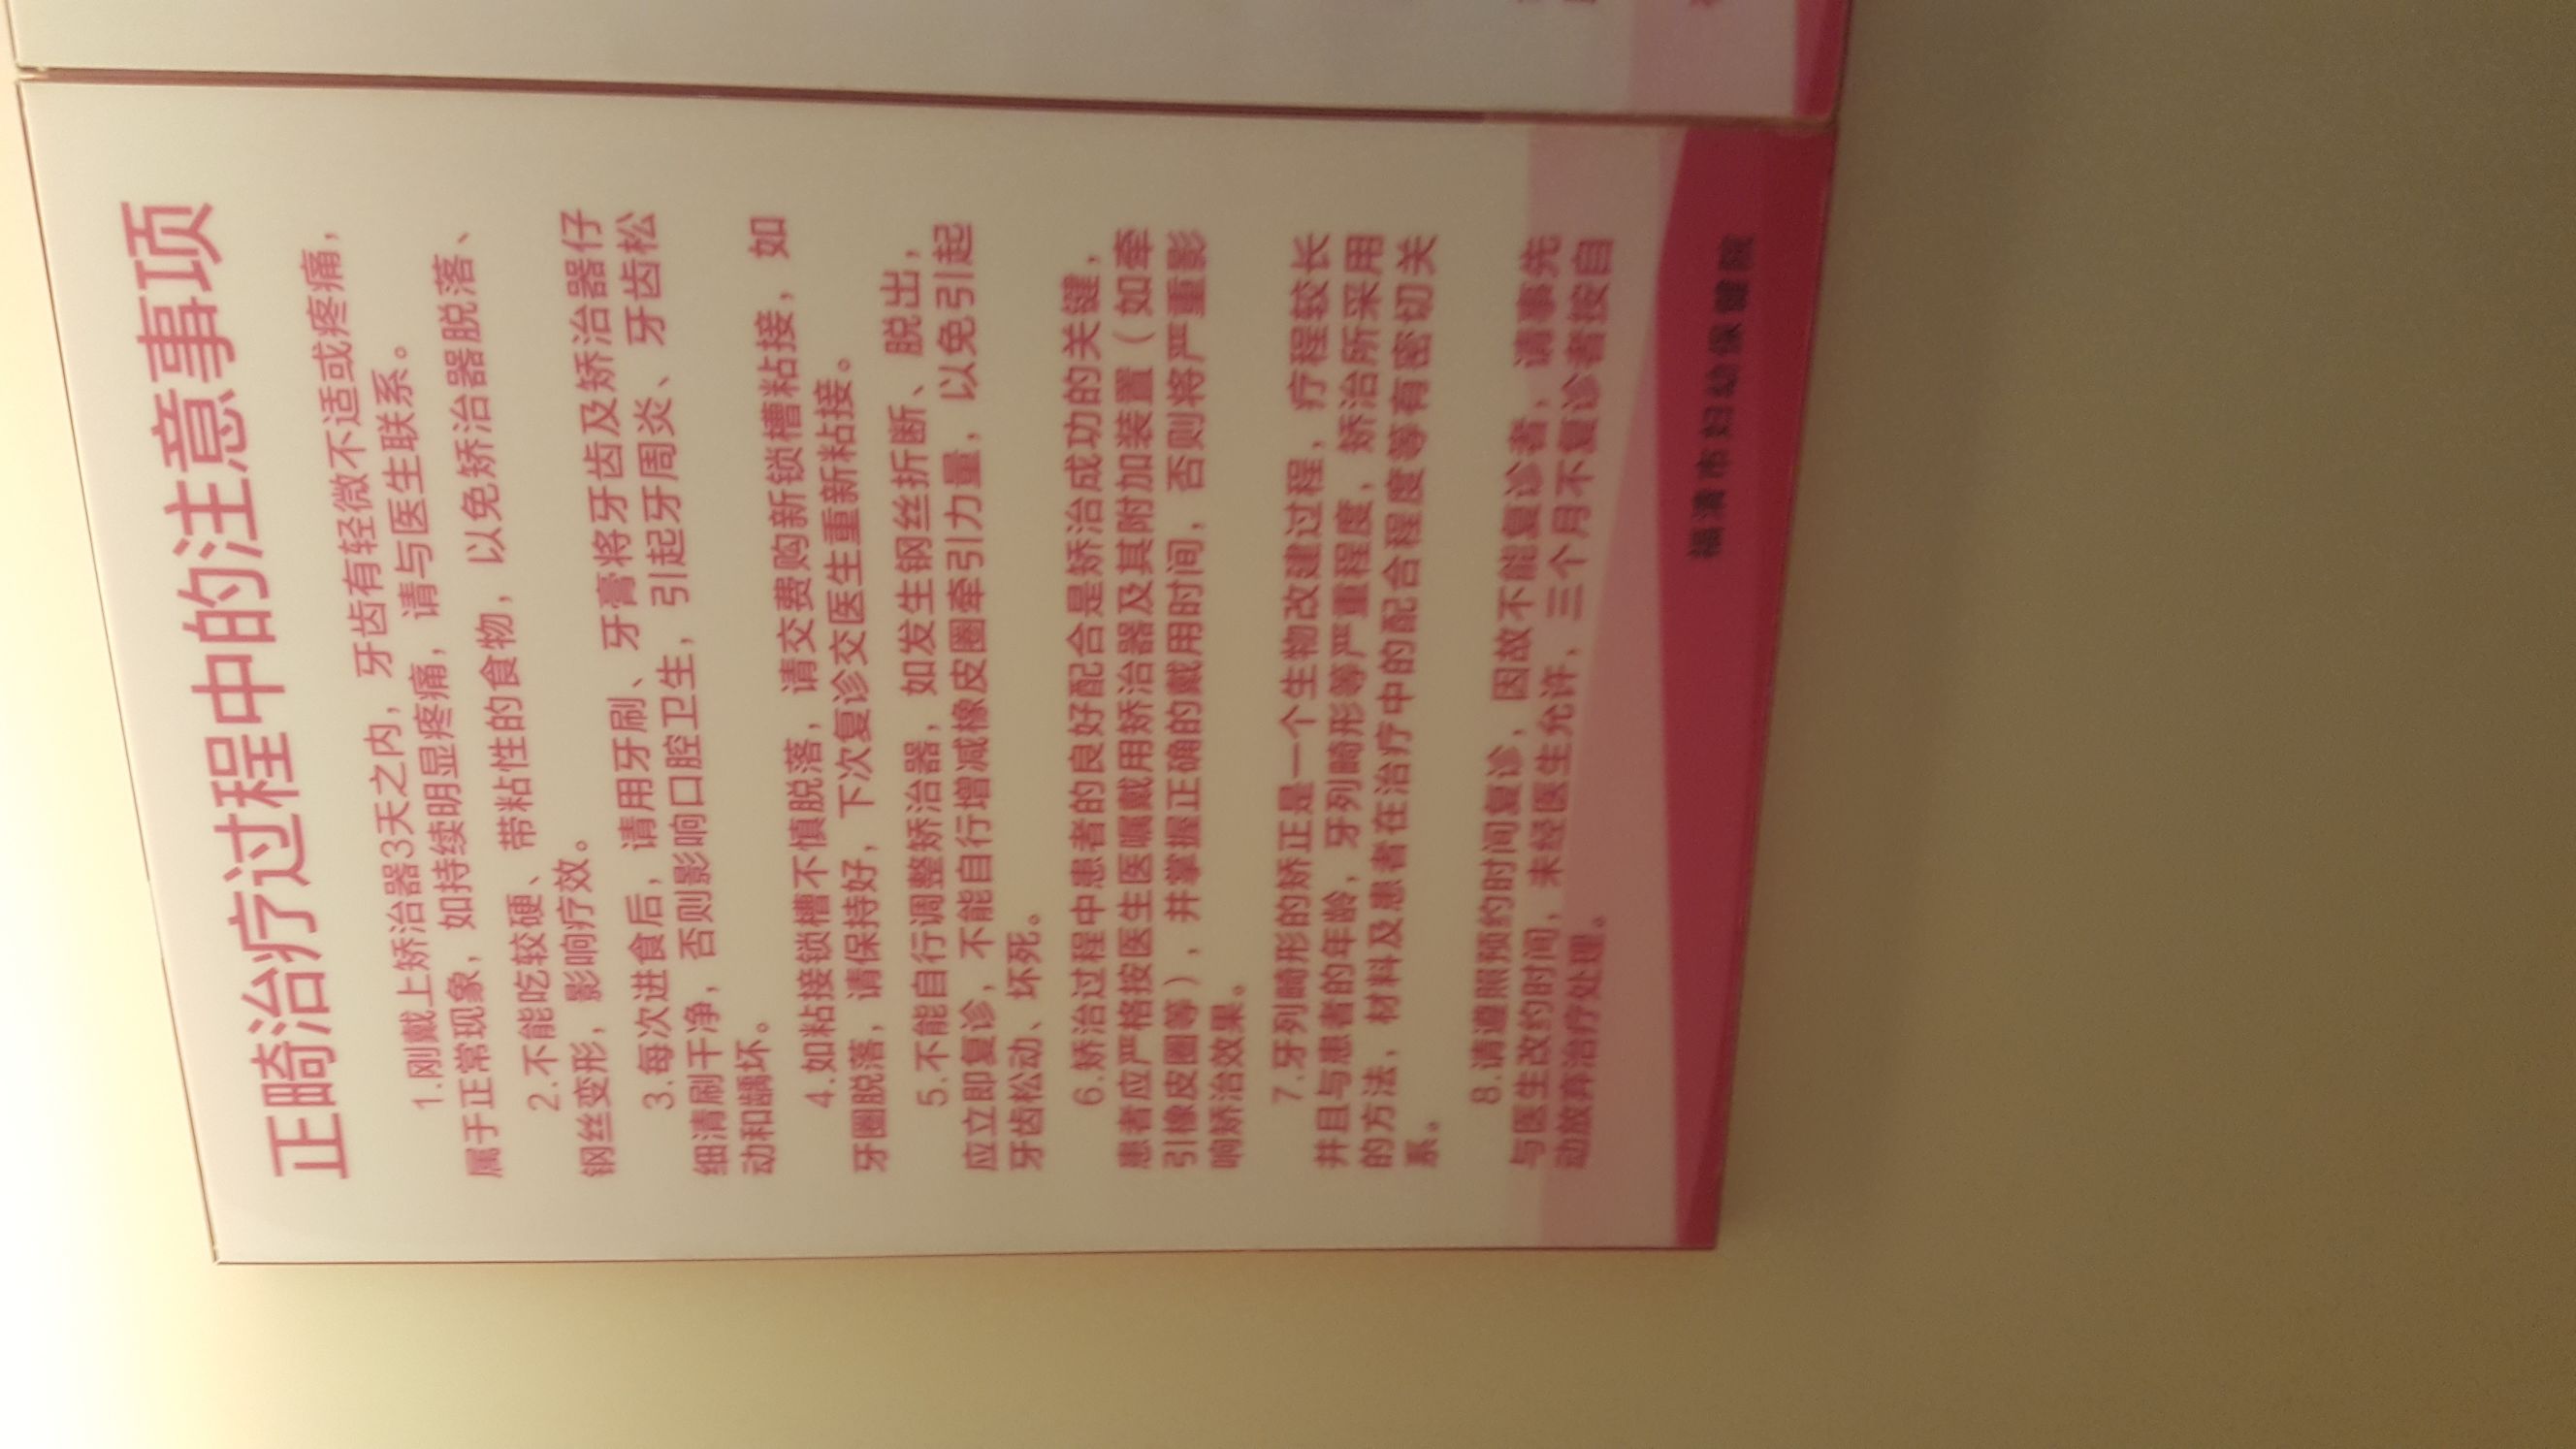 正畸治疗过程中的注意事项
1.刚戴上矫治器3天之内，牙齿有轻微不适或疼痛，
属于正常现象，如持续明显疼痛，请与医生联系。
2.不能吃较硬、带粘性的食物，以免矫治器脱落、
钢丝变形，影响疗效。
3.每次进食后，请用牙刷、牙膏将牙齿及矫治器仔
细清刷干净，否则影响口腔卫生，引起牙周炎、牙齿松
动和龋坏。
4.如粘接锁槽不慎脱落，请交费购新锁槽粘接，如
牙圈脱落，请保持好，下次复诊交医生重新粘接。
5.不能自行调整矫治器，如发生钢丝折断、脱出，
应立即复诊，不能自行增减橡皮圈牵引力量，以免引起
牙齿松动、坏死。
6.矫治过程中患者的良好配合是矫治成功的关键，
患者应严格按医生医嘱戴用矫治器及其附加装置（如牵
引橡皮圈等），并掌握正确的戴用时间，否则将严重影
响矫治效果。
7.牙列畸形的矫正是一个生物改建过程，疗程较长
并且与患者的年龄，牙列畸形等严重程度，矫治所采用
的方法，材料及患者在治疗中的配合程度等有密切关
系。
8.请遵照预约时间复诊，因故不能复诊者，请事先
与医生改约时间，未经医生允许，三个月不复诊者按自
动放弃治疗处理。
福清市妇幼保健院